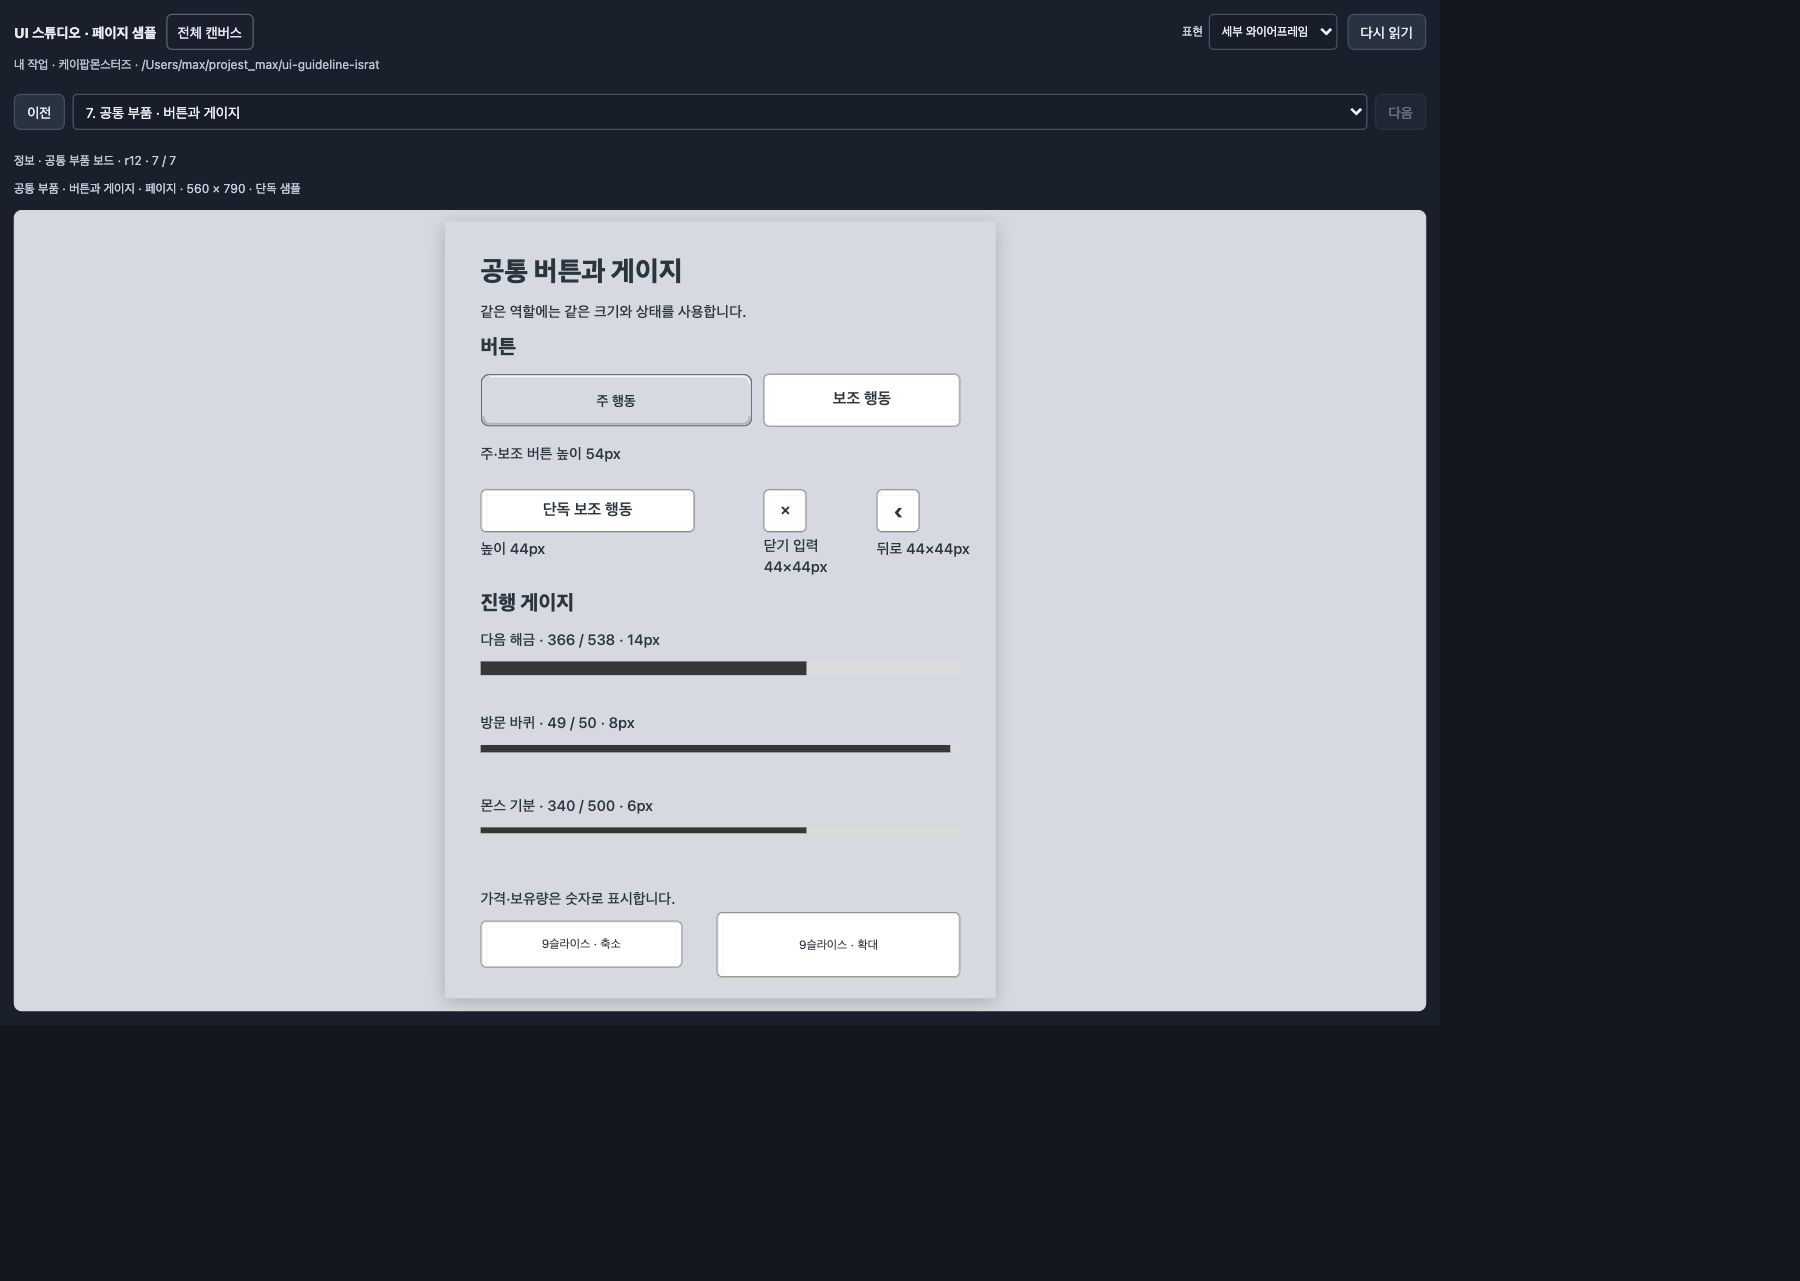 UI 스튜디오 · 페이지 샘플
전체 캔버스
표현
세부 와이어프레임
다시 읽기
내 작업 · 케이팝몬스터즈 · /Users/max/projest_max/ui-guideline-israt
이전
7. 공통 부품 · 버튼과 게이지
다음
정보 · 공통 부품 보드 · r12 · 7 / 7
공통 부품 · 버튼과 게이지 · 페이지 · 560 × 790 · 단독 샘플
공통 버튼과 게이지
같은 역할에는 같은 크기와 상태를 사용합니다.
버튼
주 행동
보조 행동
주·보조 버튼 높이 54px
단독 보조 행동
×
‹
높이 44px
닫기 입력
44×44px
뒤로 44×44px
진행 게이지
다음 해금 · 366 / 538 · 14px
방문 바퀴 · 49 / 50 · 8px
몬스 기분 · 340 / 500 · 6px
가격·보유량은 숫자로 표시합니다.
9슬라이스 · 축소
9슬라이스 · 확대